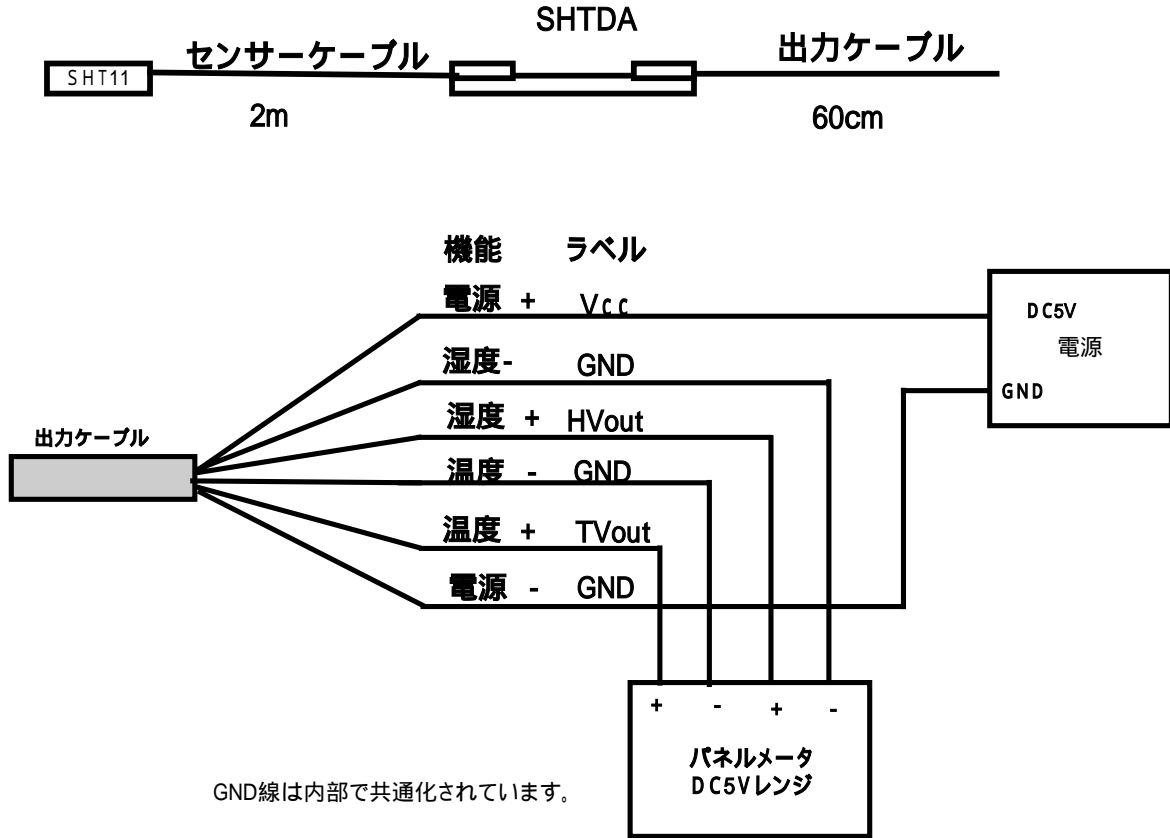 SHTDA
SHT11
センサーケーブル
出力ケーブル
2m
60cm
機能 ラベル
電源 + Vcc
湿度- GND
湿度 + HVout
温度 - GND
温度 + TVout
電源 - GND
出力ケーブル
DC5V
電源
GND
+ - + -
パネルメータ
DC5Vレンジ
GND線は内部で共通化されています。